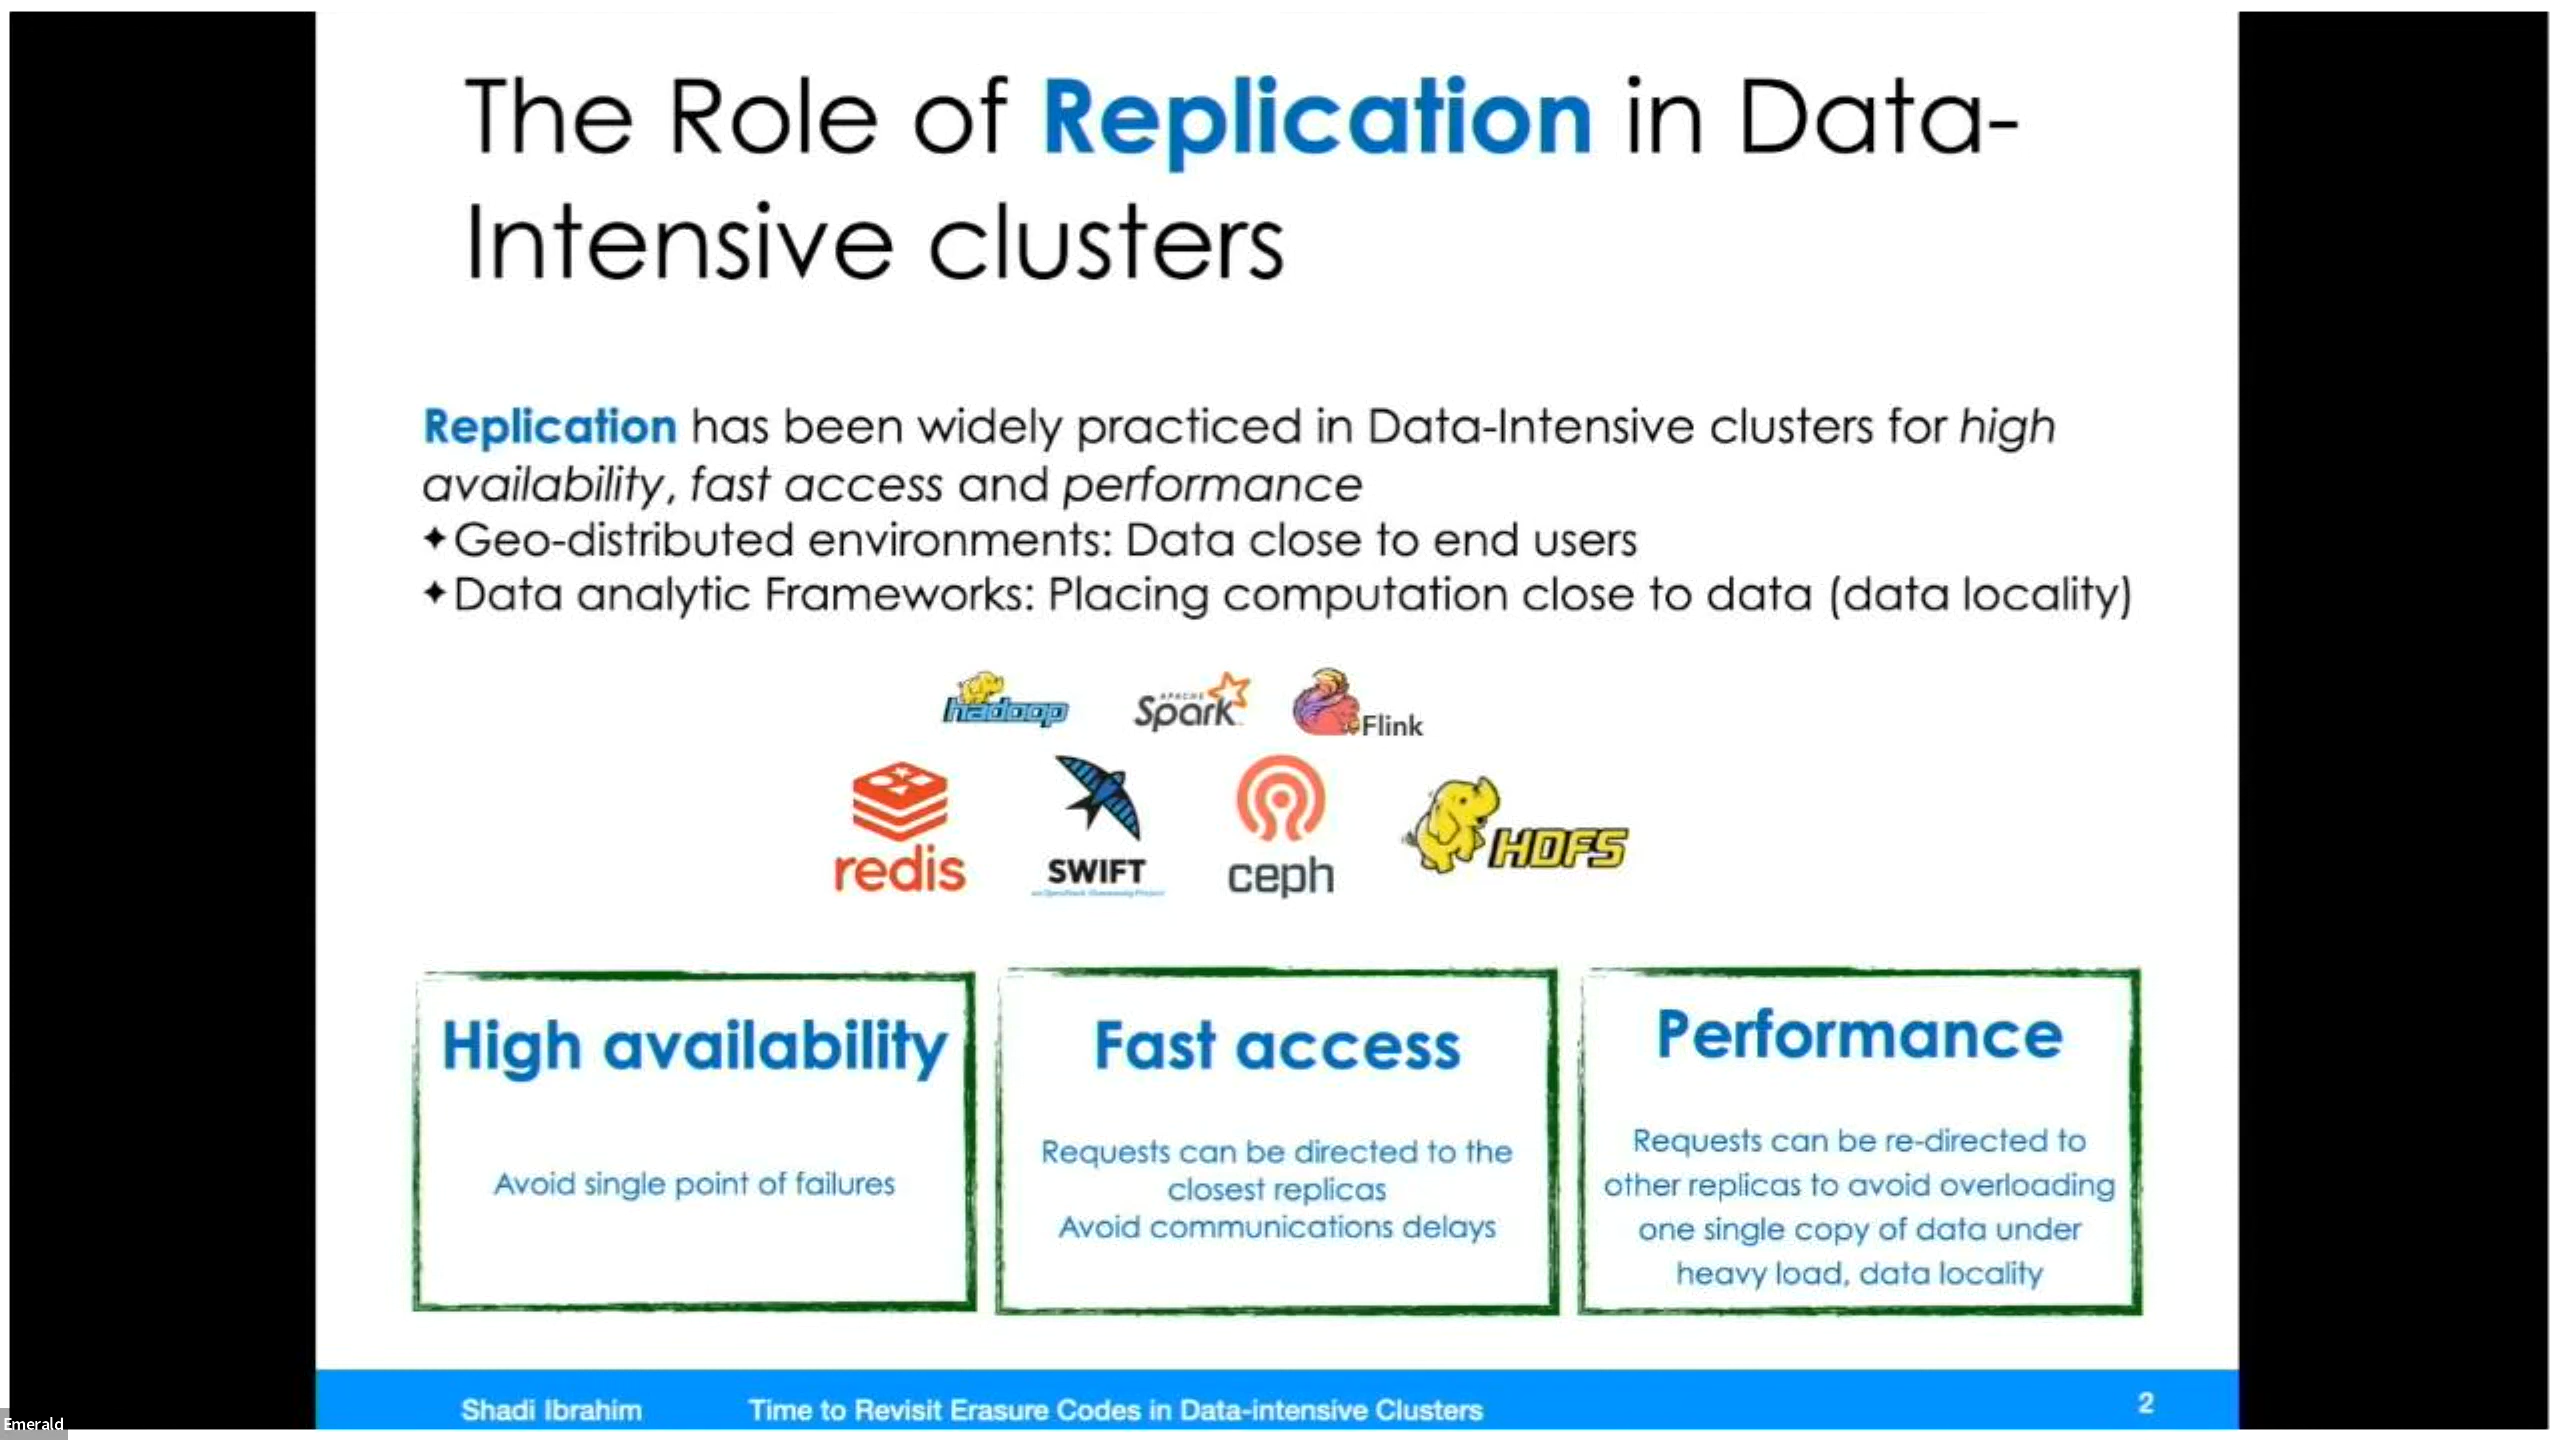 The Role of Replication in Data-
Intensive clusters
Replication has been widely practiced in Data-Intensive clusters for high
availability, fast access and performance
✦Geo-distributed environments: Data close to end users
✦Data analytic Frameworks: Placing computation close to data (data locality)
hadoop
APACHE
Spark
Flink
redis
SWIFT
an OpenStack Community Project
ceph
HDFS
High availability
Avoid single point of failures
Fast access
Requests can be directed to the
closest replicas
Avoid communications delays
Performance
Requests can be re-directed to
other replicas to avoid overloading
one single copy of data under
heavy load, data locality
Shadi Ibrahim
Time to Revisit Erasure Codes in Data-intensive Clusters
2
Emerald